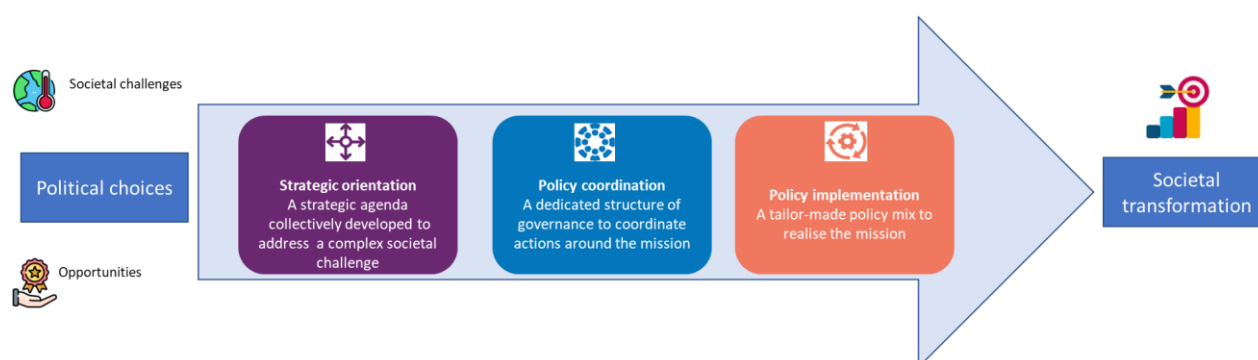 Societal challenges
Political choices
Opportunities
Strategic orientation
A strategic agenda
collectively developed to
address a complex societal
challenge
Policy coordination
A dedicated structure of
governance to coordinate
actions around the mission
Policy implementation
A tailor-made policy mix to
realise the mission
Societal
transformation